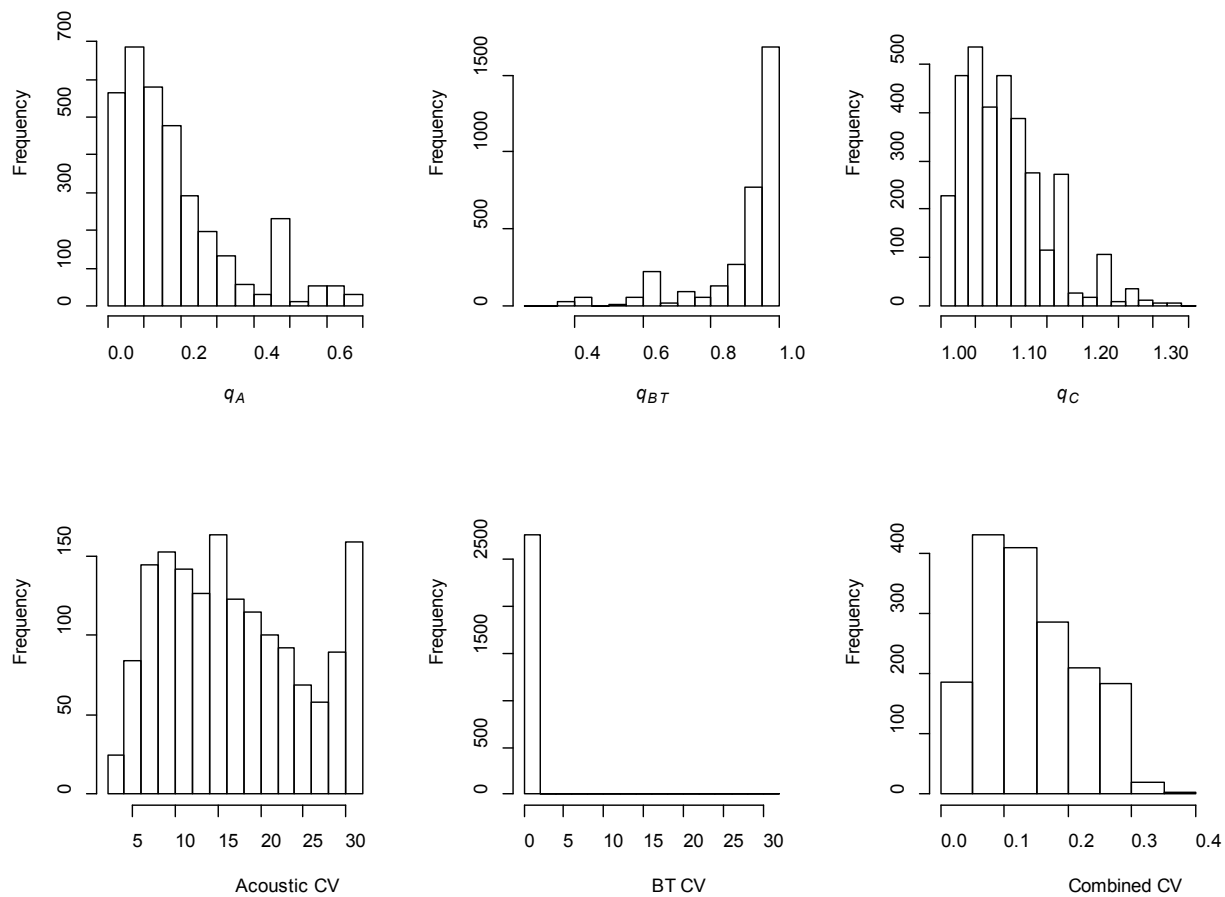 Frequency
0 100 300 500 700
0.0 0.2 0.4 0.6
qA
Frequency
0 500 1000 1500
0.4 0.6 0.8 1.0
qBT
Frequency
0 100 200 300 400 500
1.00 1.10 1.20 1.30
qC
Frequency
0 50 100 150
5 10 15 20 25 30
Acoustic CV
Frequency
0 500 1500 2500
0 5 10 15 20 25 30
BT CV
Frequency
0 100 200 300 400
0.0 0.1 0.2 0.3 0.4
Combined CV